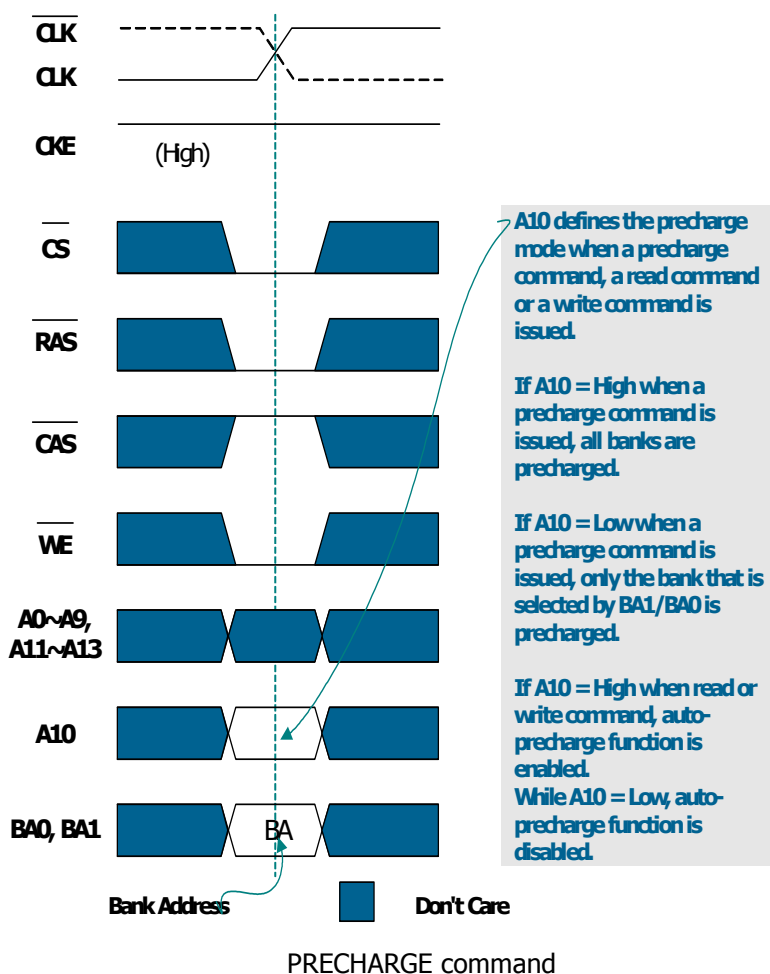 CLK
CLK
CKE
(High)
CS
RAS
CAS
WE
A0~A9,
A11~A13
A10
BA0, BA1
BA
A10 defines the precharge
mode when a precharge
command, a read command
or a write command is
issued.
If A10 = High when a
precharge command is
issued, all banks are
precharged.
If A10 = Low when a
precharge command is
issued, only the bank that is
selected by BA1/BA0 is
precharged.
If A10 = High when read or
write command, auto-
precharge function is
enabled.
While A10 = Low, auto-
precharge function is
disabled.
Bank Address
Don't Care
PRECHARGE command